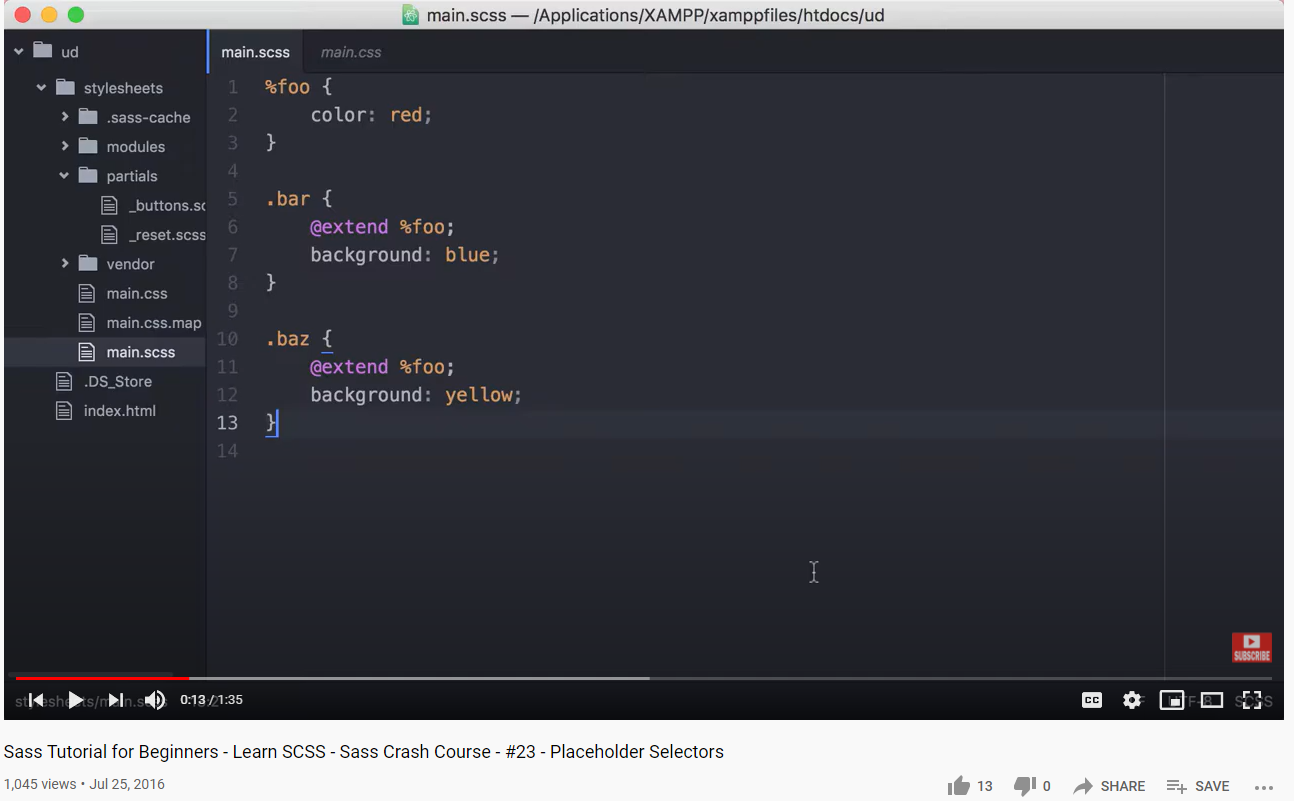 main.scss — /Applications/XAMPP/xamppfiles/htdocs/ud
ud
stylesheets
.sass-cache
modules
partials
_buttons.sc
_reset.scss
vendor
main.css
main.css.map
main.scss
.DS_Store
index.html
main.scss main.css
1 %foo {
2 color: red;
3 }
4
5 .bar {
6 @extend %foo;
7 background: blue;
8 }
9
10 .baz {
11 @extend %foo;
12 background: yellow;
13 }
14
SUBSCRIBE
0:13 / 1:35
CC
UTF-8 SCSS
Sass Tutorial for Beginners - Learn SCSS - Sass Crash Course - #23 - Placeholder Selectors
1,045 views • Jul 25, 2016
13 0 SHARE SAVE